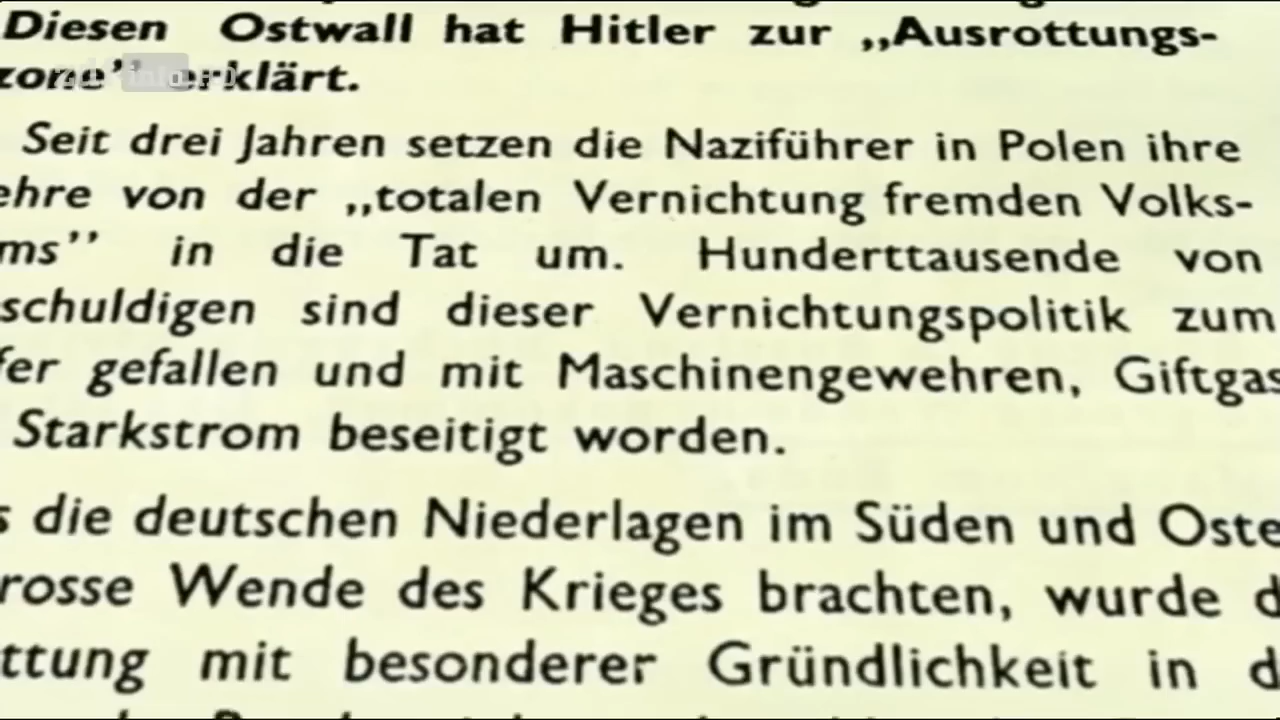 Diesen Ostwall hat Hitler zur „Ausrottungs-
zone” erklärt.
Seit drei Jahren setzen die Naziführer in Polen ihre
ehre von der „totalen Vernichtung fremden Volks-
ms” in die Tat um. Hunderttausende von
schuldigen sind dieser Vernichtungspolitik zum
fer gefallen und mit Maschinengewehren, Giftgas
Starkstrom beseitigt worden.
s die deutschen Niederlagen im Süden und Oste
rosse Wende des Krieges brachten, wurde d
ttung mit besonderer Gründlichkeit in d